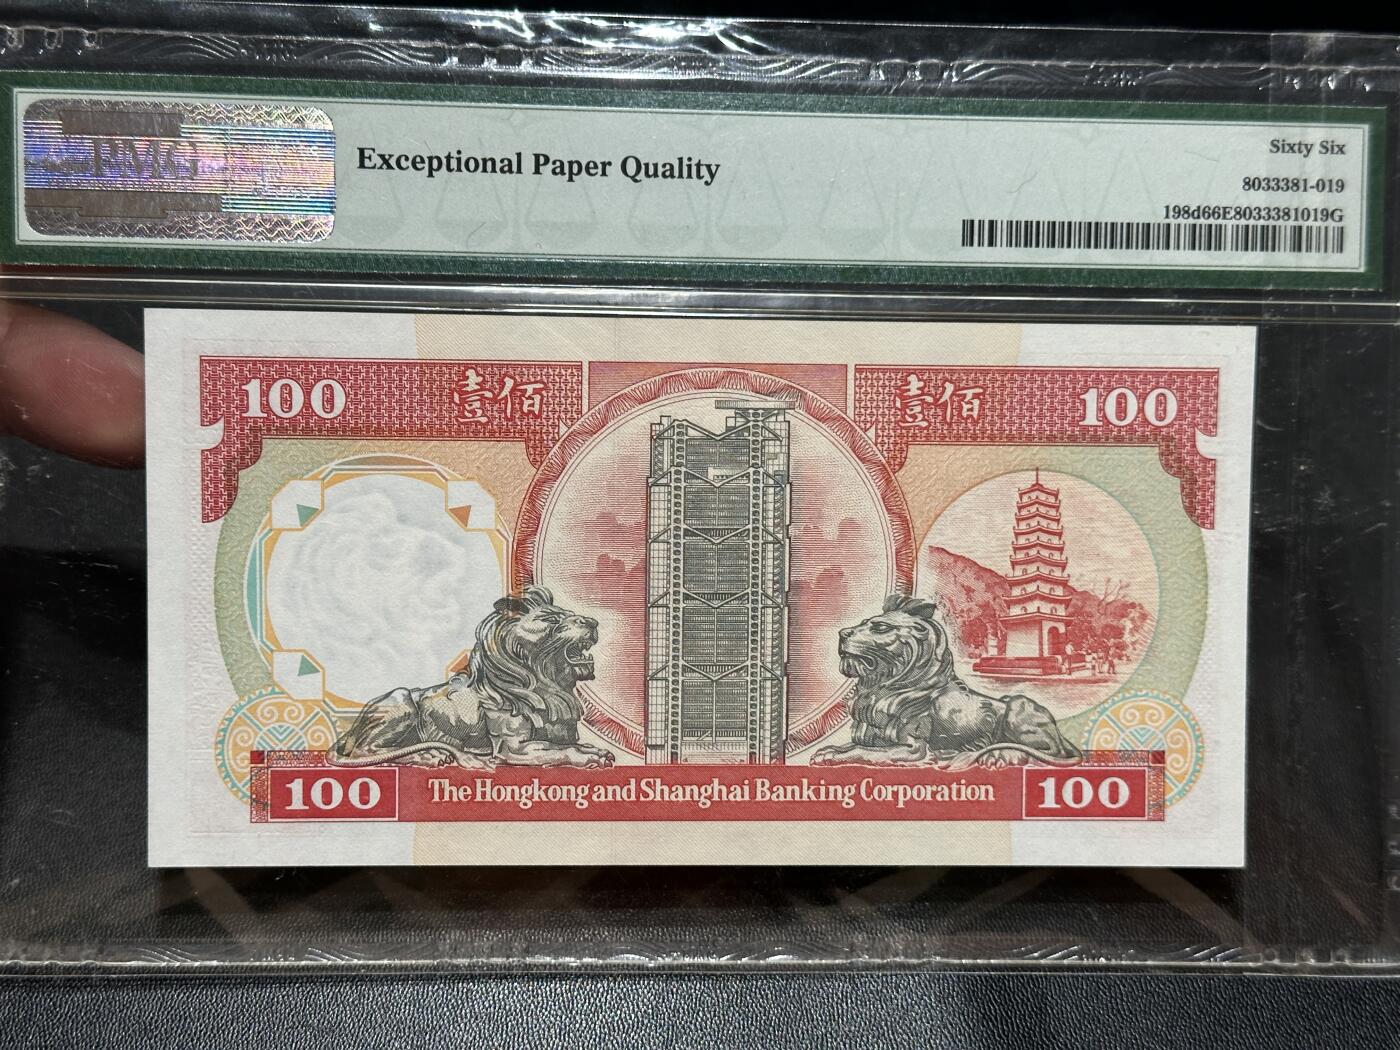 PMG
Exceptional Paper Quality
Sixty Six
8033381-019
198d66E8033381019G
100 壹佰 壹佰 100
100 The Hongkong and Shanghai Banking Corporation 100